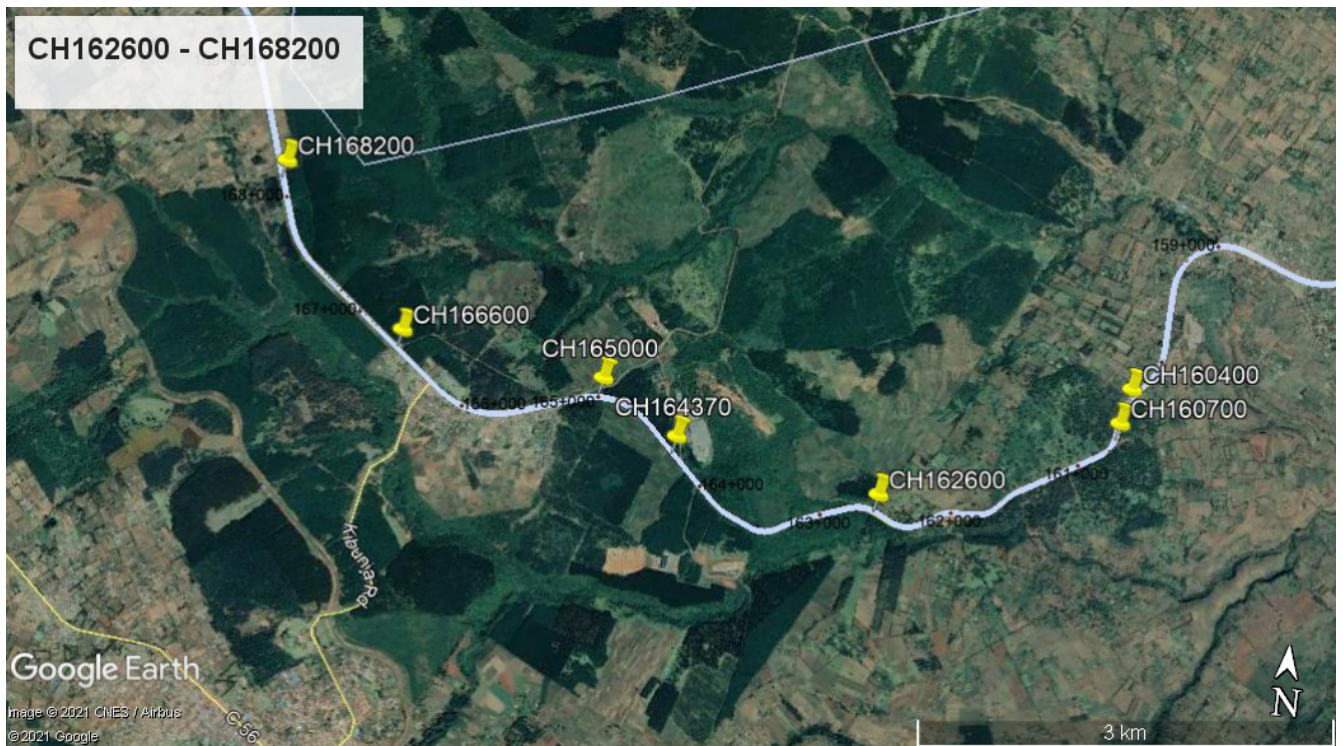 CH162600 - CH168200
CH168200
168+000
159+000
167+000
CH166600
CH165000
CH160400
166+000
165+000
CH164370
CH160700
161+000
164+000
CH162600
163+000
162+000
Kibunja Rd
Google Earth
Image © 2021 CNES / Airbus
© 2021 Google
C 56
N
3 km